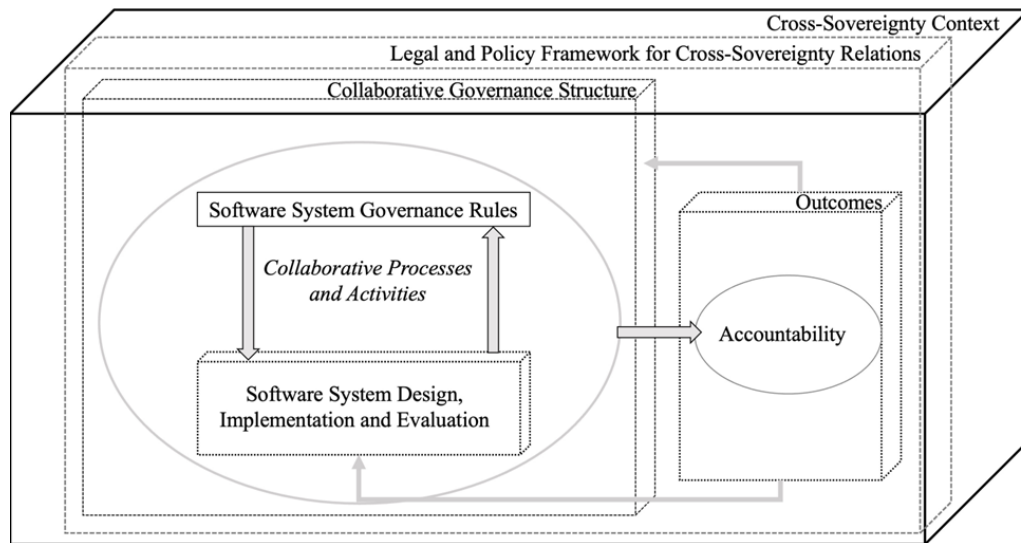 Cross-Sovereignty Context
Legal and Policy Framework for Cross-Sovereignty Relations
Collaborative Governance Structure
Software System Governance Rules
Outcomes
Collaborative Processes
and Activities
Accountability
Software System Design,
Implementation and Evaluation